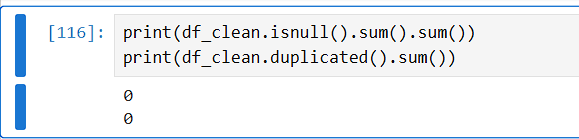 [116]: print(df_clean.isnull().sum().sum())
print(df_clean.duplicated().sum())
0
0